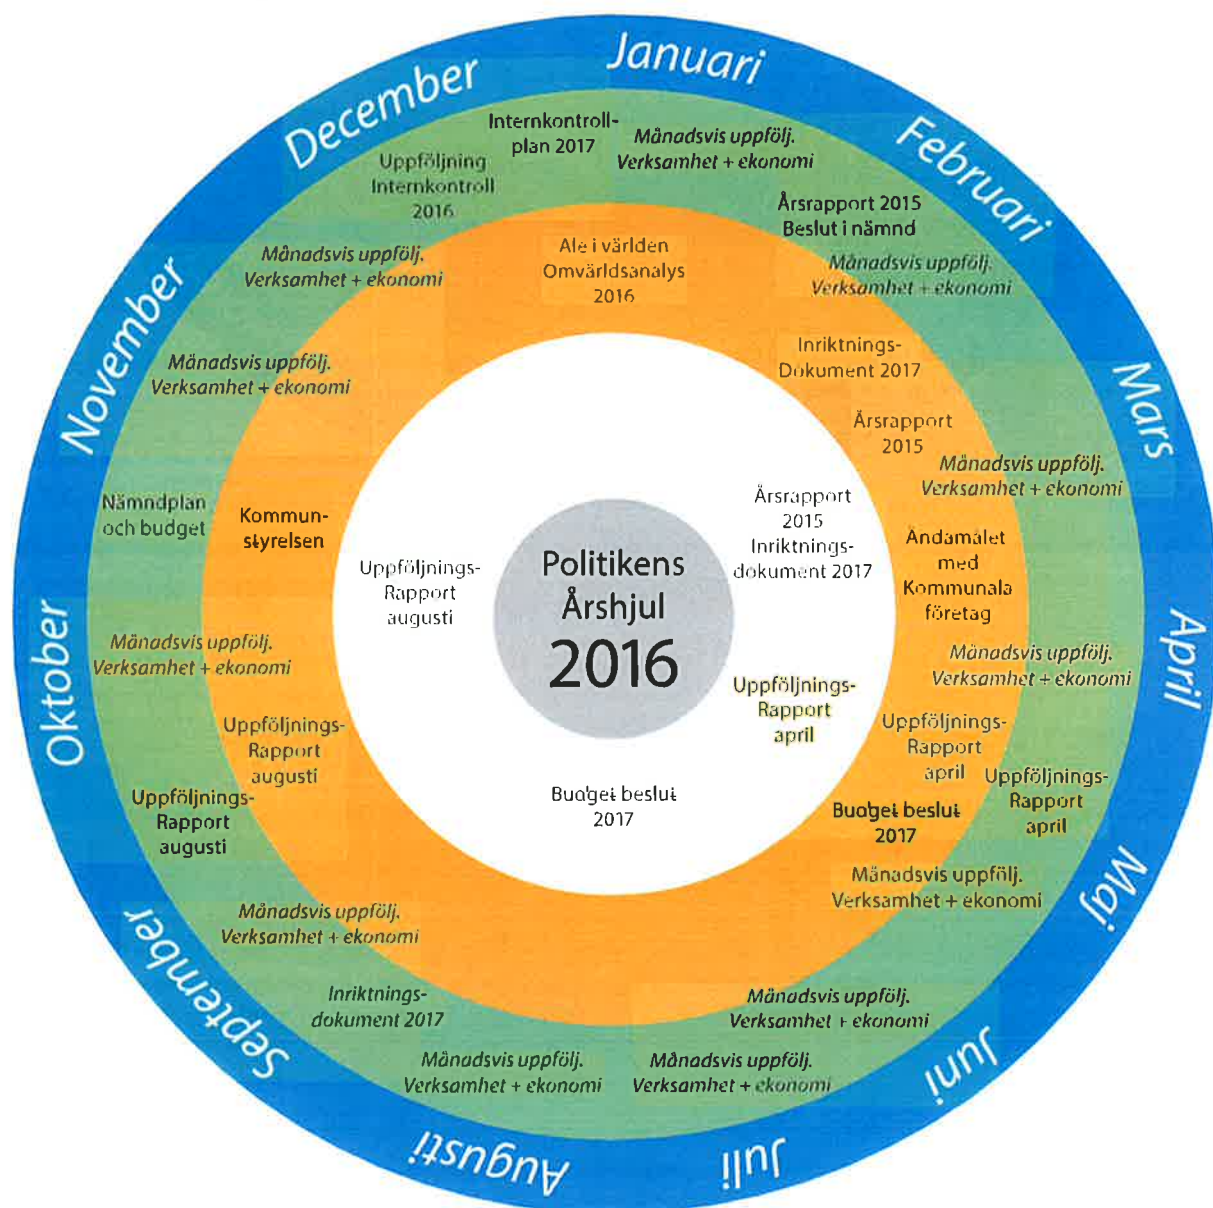 Januari
Februari
Mars
April
Maj
Juni
Juli
Augusti
September
Oktober
November
December
Internkontroll-
plan 2017
Månadsvis uppfölj.
Verksamhet + ekonomi
Årsrapport 2015
Beslut i nämnd
Månadsvis uppfölj.
Verksamhet + ekonomi
Månadsvis uppfölj.
Verksamhet + ekonomi
Månadsvis uppfölj.
Verksamhet + ekonomi
Uppföljnings-
Rapport
april
Månadsvis uppfölj.
Verksamhet + ekonomi
Månadsvis uppfölj.
Verksamhet + ekonomi
Månadsvis uppfölj.
Verksamhet + ekonomi
Månadsvis uppfölj.
Verksamhet + ekonomi
Inriktnings-
dokument 2017
Månadsvis uppfölj.
Verksamhet + ekonomi
Uppföljnings-
Rapport
augusti
Månadsvis uppfölj.
Verksamhet + ekonomi
Nämndplan
och budget
Månadsvis uppfölj.
Verksamhet + ekonomi
Månadsvis uppfölj.
Verksamhet + ekonomi
Uppföljning
Internkontroll
2016
Ale i världen
Omvärldsanalys
2016
Inriktnings-
Dokument 2017
Årsrapport
2015
Ändamålet
med
Kommunala
företag
Uppföljnings-
Rapport
april
Budget beslut
2017
Uppföljnings-
Rapport
augusti
Kommun-
styrelsen
Årsrapport
2015
Inriktnings-
dokument 2017
Uppföljnings-
Rapport
april
Budget beslut
2017
Uppföljnings-
Rapport
augusti
Politikens
Årshjul
2016